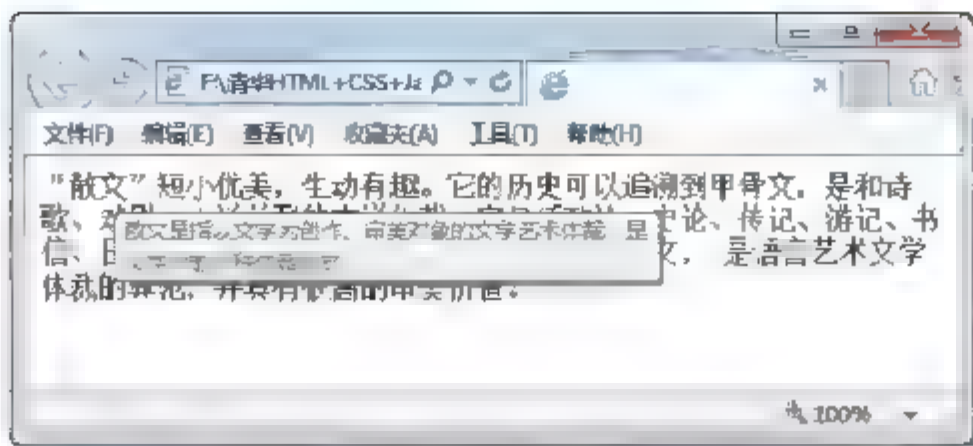 F:\清华HTML+CSS+Ja
文件(F) 编辑(E) 查看(V) 收藏夹(A) 工具(T) 帮助(H)
“散文”短小优美，生动有趣。它的历史可以追溯到甲骨文，是和诗
歌、史论、传记、游记、书
散文是指以文字为创作、审美对象的文学艺术体裁 是
信、文， 是语言艺术文学
体裁的典范，并具有很高的审美价值。
100%